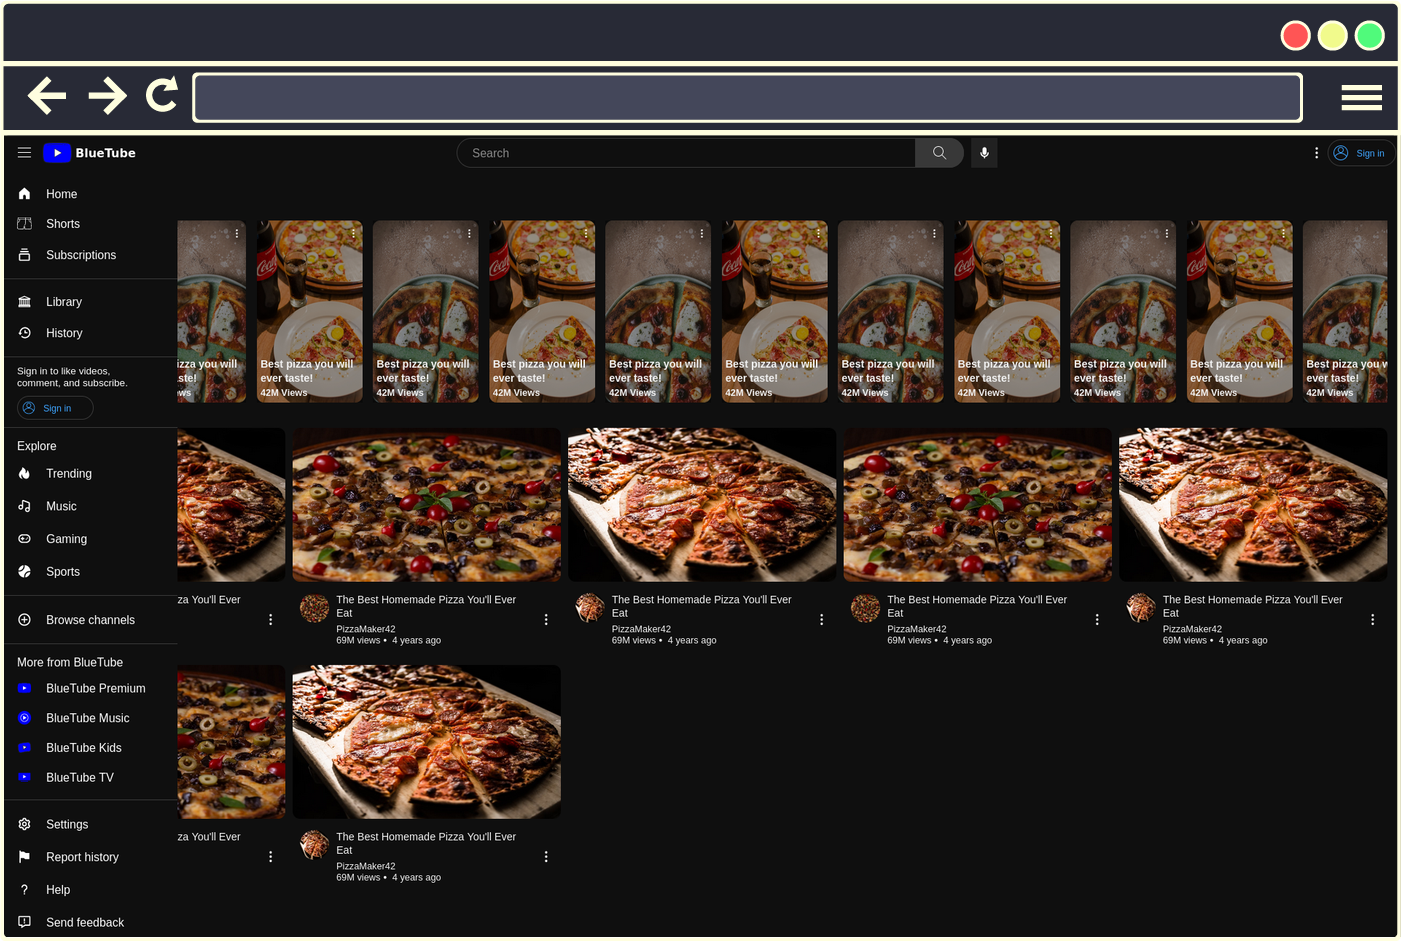 BlueTube
Search
Sign in
Home
Shorts
Subscriptions
Library
History
Sign in to like videos,
comment, and subscribe.
Sign in
Explore
Trending
Music
Gaming
Sports
Browse channels
More from BlueTube
BlueTube Premium
BlueTube Music
BlueTube Kids
BlueTube TV
Settings
Report history
Help
Send feedback
izza you will
ste!
ws
Best pizza you will
ever taste!
42M Views
Best pizza you will
ever taste!
42M Views
Best pizza you will
ever taste!
42M Views
Best pizza you will
ever taste!
42M Views
Best pizza you will
ever taste!
42M Views
Best pizza you will
ever taste!
42M Views
Best pizza you will
ever taste!
42M Views
Best pizza you will
ever taste!
42M Views
Best pizza you will
ever taste!
42M Views
Best pizza you w
ever taste!
42M Views
za You'll Ever
The Best Homemade Pizza You'll Ever
Eat
PizzaMaker42
69M views • 4 years ago
The Best Homemade Pizza You'll Ever
Eat
PizzaMaker42
69M views • 4 years ago
The Best Homemade Pizza You'll Ever
Eat
PizzaMaker42
69M views • 4 years ago
The Best Homemade Pizza You'll Ever
Eat
PizzaMaker42
69M views • 4 years ago
za You'll Ever
The Best Homemade Pizza You'll Ever
Eat
PizzaMaker42
69M views • 4 years ago